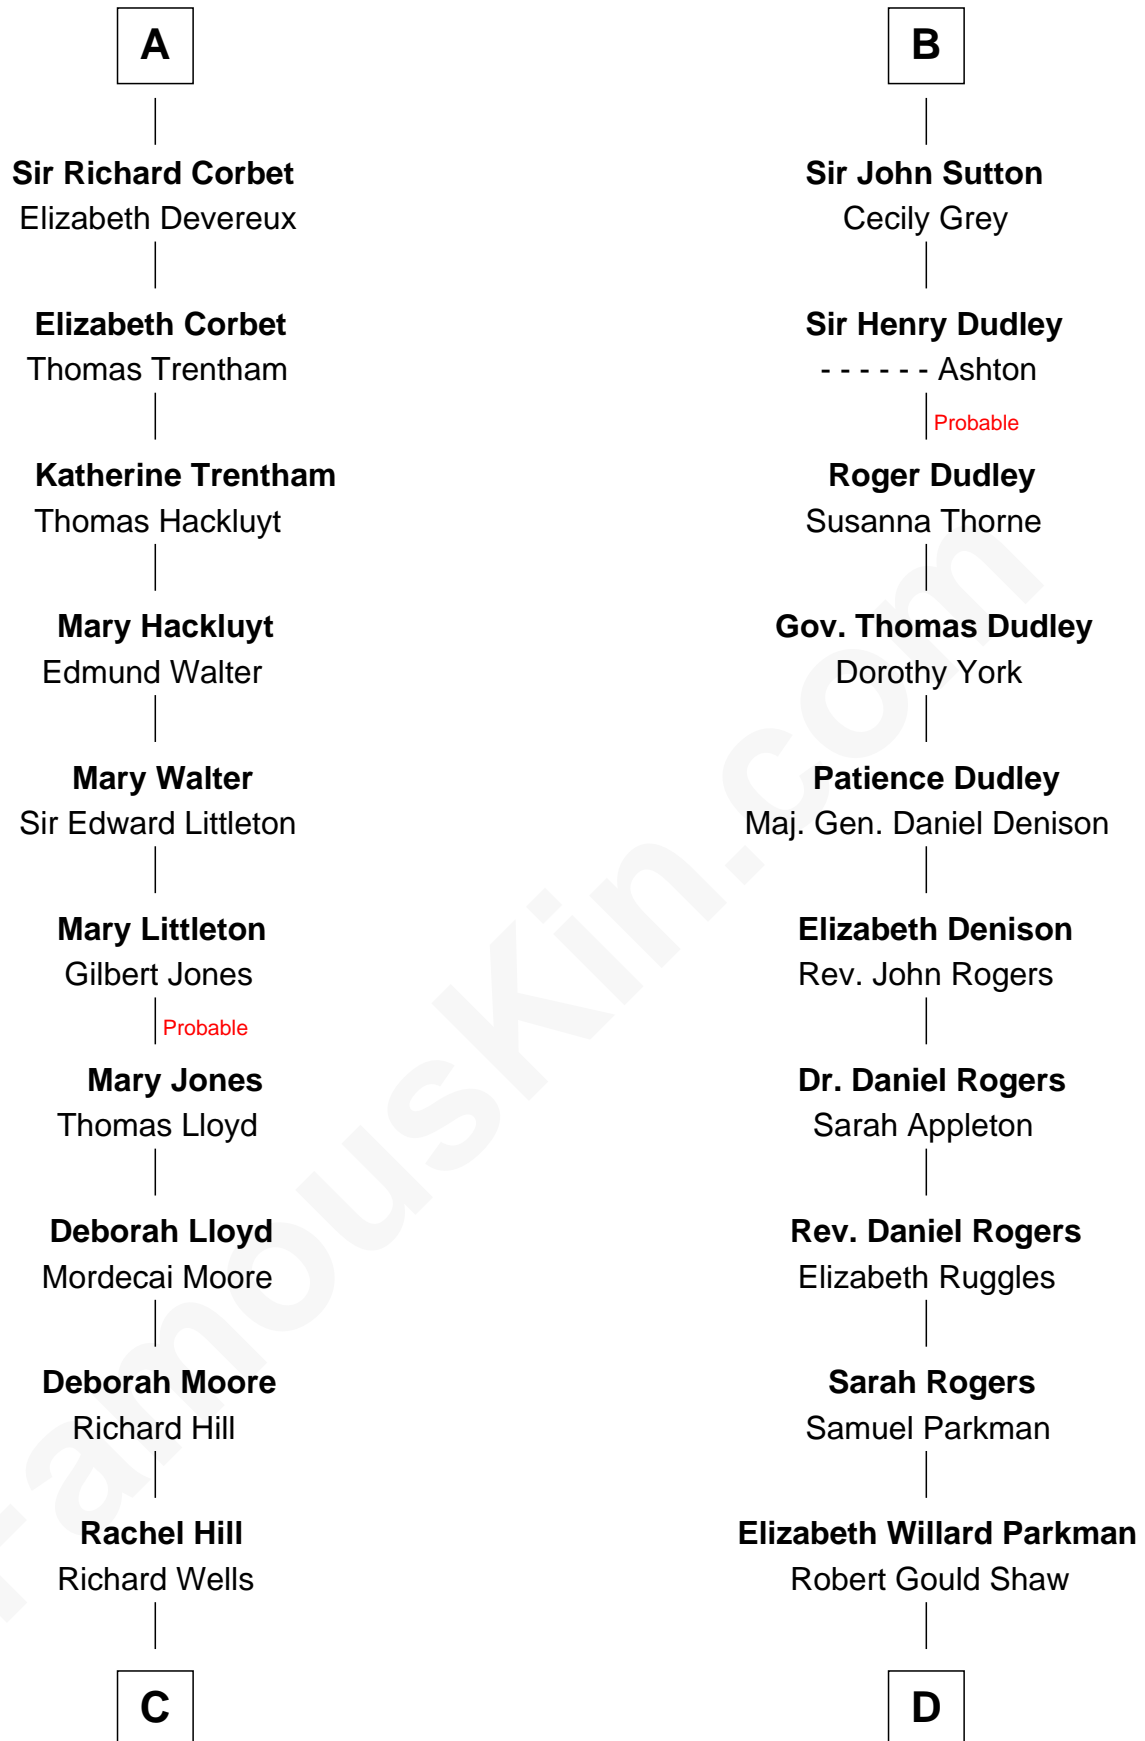 A
Sir Richard Corbet
Elizabeth Devereux
Elizabeth Corbet
Thomas Trentham
Katherine Trentham
Thomas Hackluyt
Mary Hackluyt
Edmund Walter
Mary Walter
Sir Edward Littleton
Mary Littleton
Gilbert Jones
Probable
Mary Jones
Thomas Lloyd
Deborah Lloyd
Mordecai Moore
Deborah Moore
Richard Hill
Rachel Hill
Richard Wells
C
B
Sir John Sutton
Cecily Grey
Sir Henry Dudley
- - - - - - Ashton
Probable
Roger Dudley
Susanna Thorne
Gov. Thomas Dudley
Dorothy York
Patience Dudley
Maj. Gen. Daniel Denison
Elizabeth Denison
Rev. John Rogers
Dr. Daniel Rogers
Sarah Appleton
Rev. Daniel Rogers
Elizabeth Ruggles
Sarah Rogers
Samuel Parkman
Elizabeth Willard Parkman
Robert Gould Shaw
D
FamousKin.com